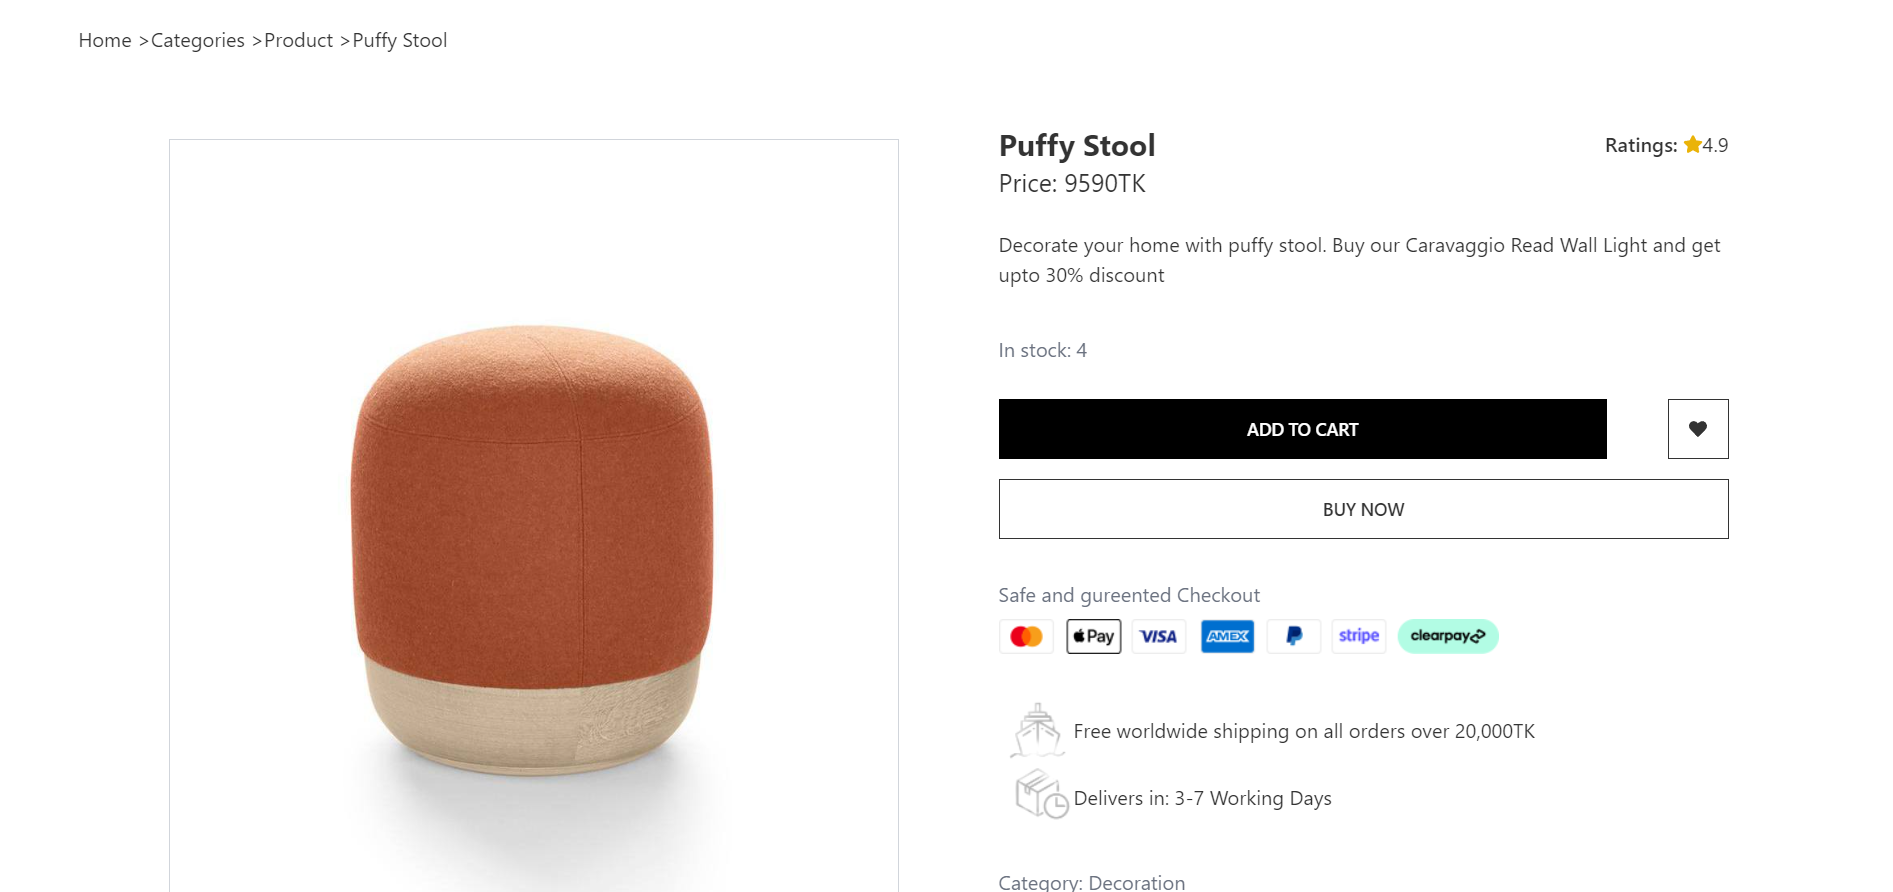 Home >Categories >Product >Puffy Stool
Puffy Stool
Ratings: 4.9
Price: 9590TK
Decorate your home with puffy stool. Buy our Caravaggio Read Wall Light and get
upto 30% discount
In stock: 4
ADD TO CART
BUY NOW
Safe and gureented Checkout
Pay VISA AMEX stripe clearpay
Free worldwide shipping on all orders over 20,000TK
Delivers in: 3-7 Working Days
Category: Decoration